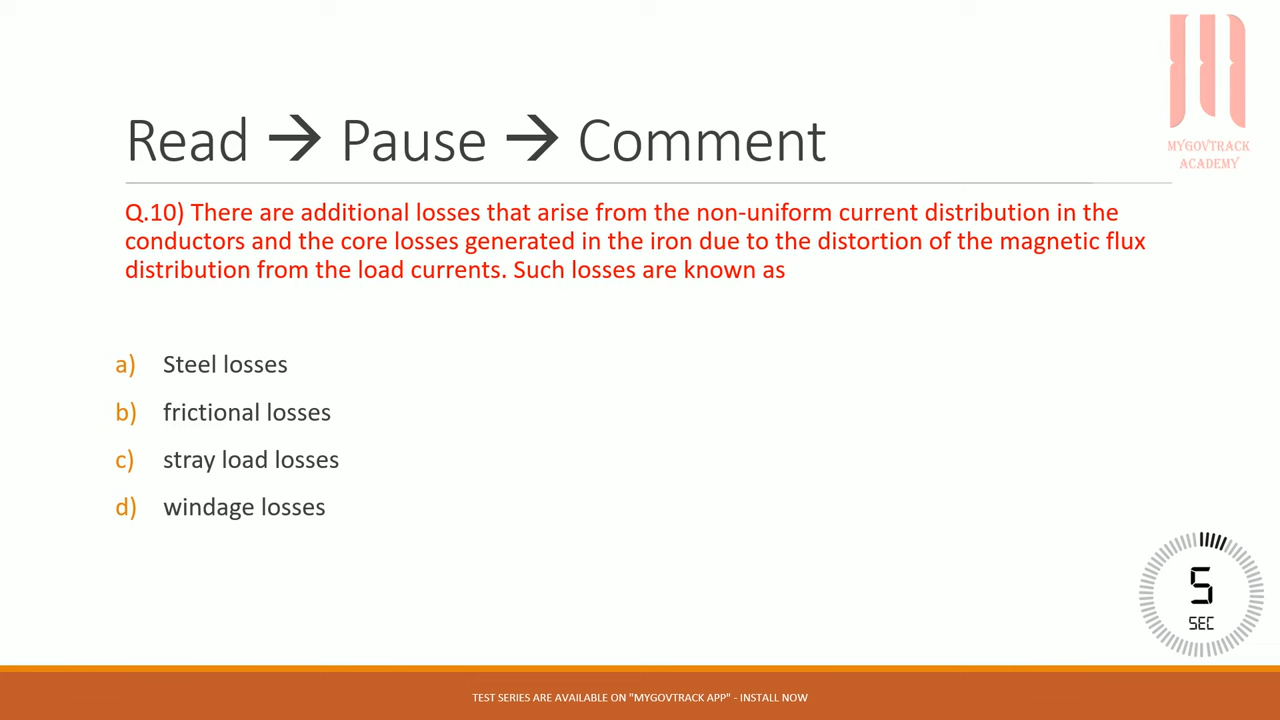 MYGOVTRACK
ACADEMY
Read → Pause → Comment
Q.10) There are additional losses that arise from the non-uniform current distribution in the
conductors and the core losses generated in the iron due to the distortion of the magnetic flux
distribution from the load currents. Such losses are known as
a) Steel losses
b) frictional losses
c) stray load losses
d) windage losses
5
SEC
TEST SERIES ARE AVAILABLE ON "MYGOVTRACK APP" - INSTALL NOW